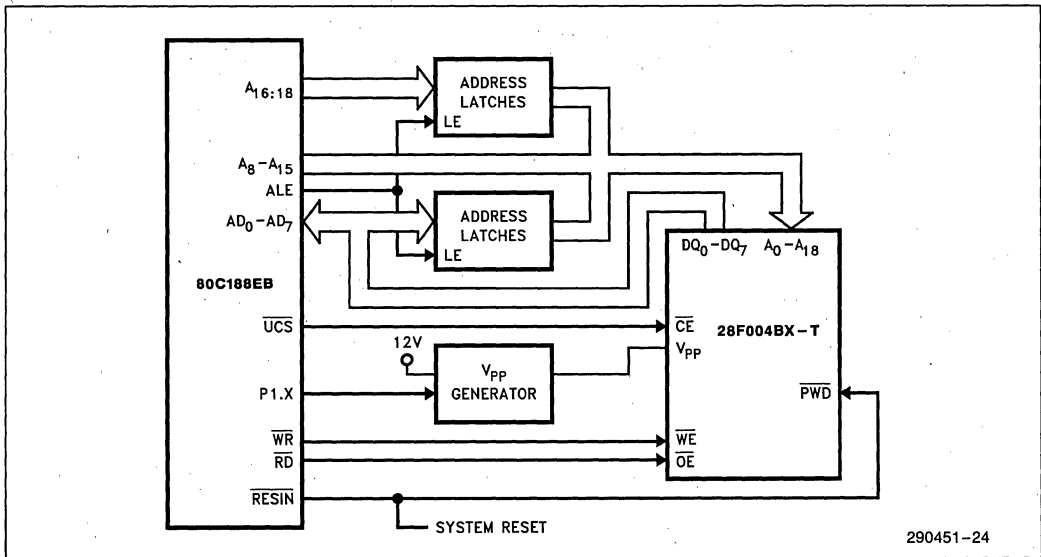 A16:18
ADDRESS
LATCHES
LE
A8–A15
ALE
AD0–AD7
ADDRESS
LATCHES
LE
DQ0–DQ7 A0–A18
80C188EB
28F004BX–T
UCS
CE
12V
VPP
VPP
GENERATOR
P1.X
PWD
WR
WE
RD
OE
RESIN
SYSTEM RESET
290451–24